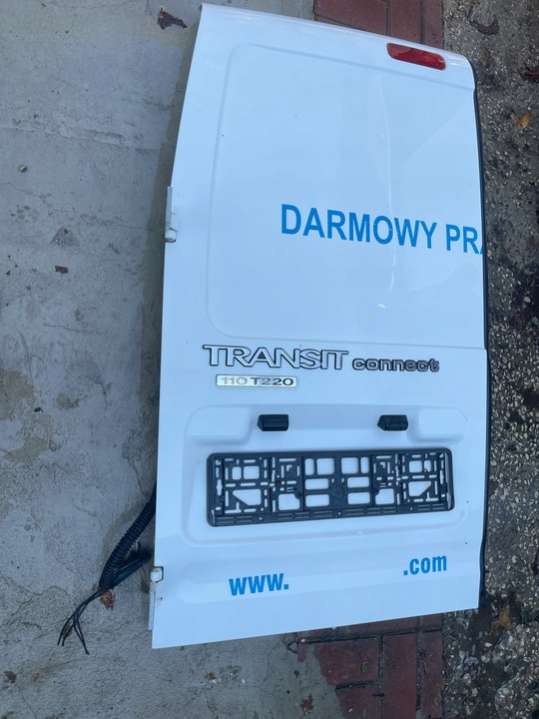 DARMOWY PR
TRANSIT connect
110 T220
www. .com